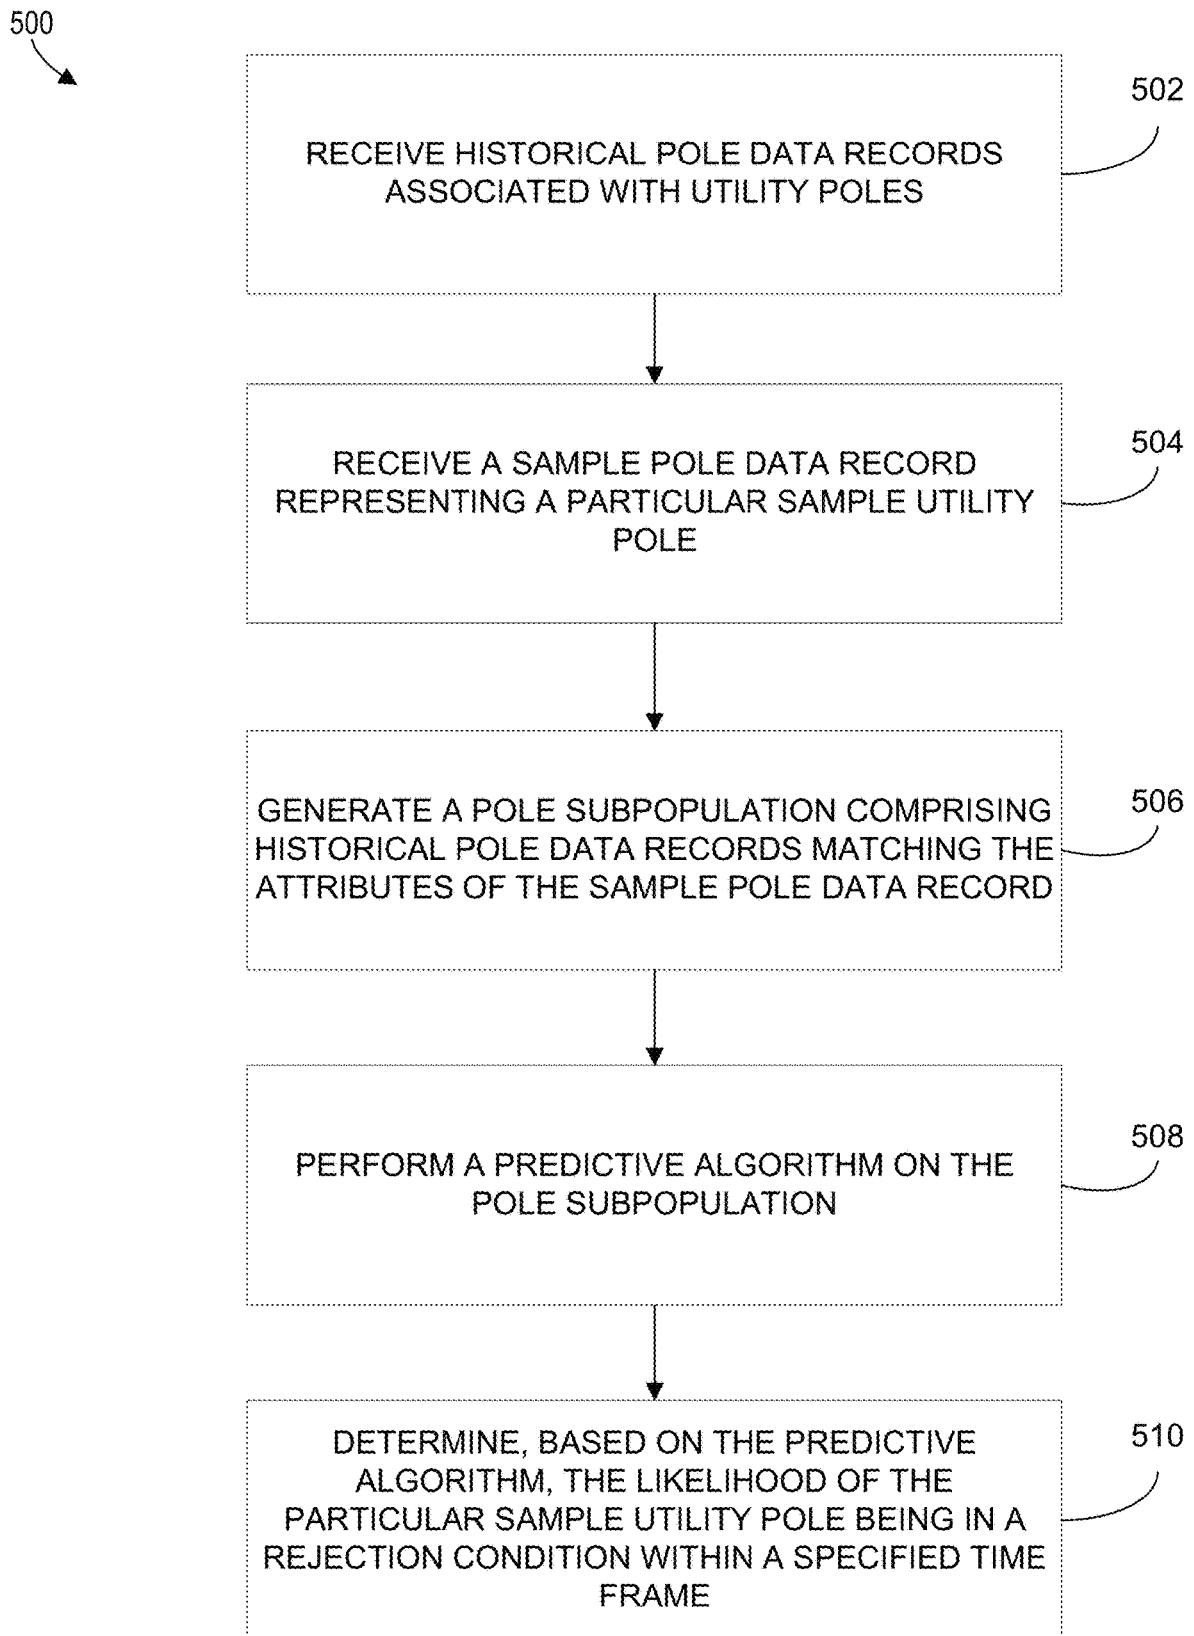 500
502
RECEIVE HISTORICAL POLE DATA RECORDS
ASSOCIATED WITH UTILITY POLES
504
RECEIVE A SAMPLE POLE DATA RECORD
REPRESENTING A PARTICULAR SAMPLE UTILITY
POLE
506
GENERATE A POLE SUBPOPULATION COMPRISING
HISTORICAL POLE DATA RECORDS MATCHING THE
ATTRIBUTES OF THE SAMPLE POLE DATA RECORD
508
PERFORM A PREDICTIVE ALGORITHM ON THE
POLE SUBPOPULATION
510
DETERMINE, BASED ON THE PREDICTIVE
ALGORITHM, THE LIKELIHOOD OF THE
PARTICULAR SAMPLE UTILITY POLE BEING IN A
REJECTION CONDITION WITHIN A SPECIFIED TIME
FRAME